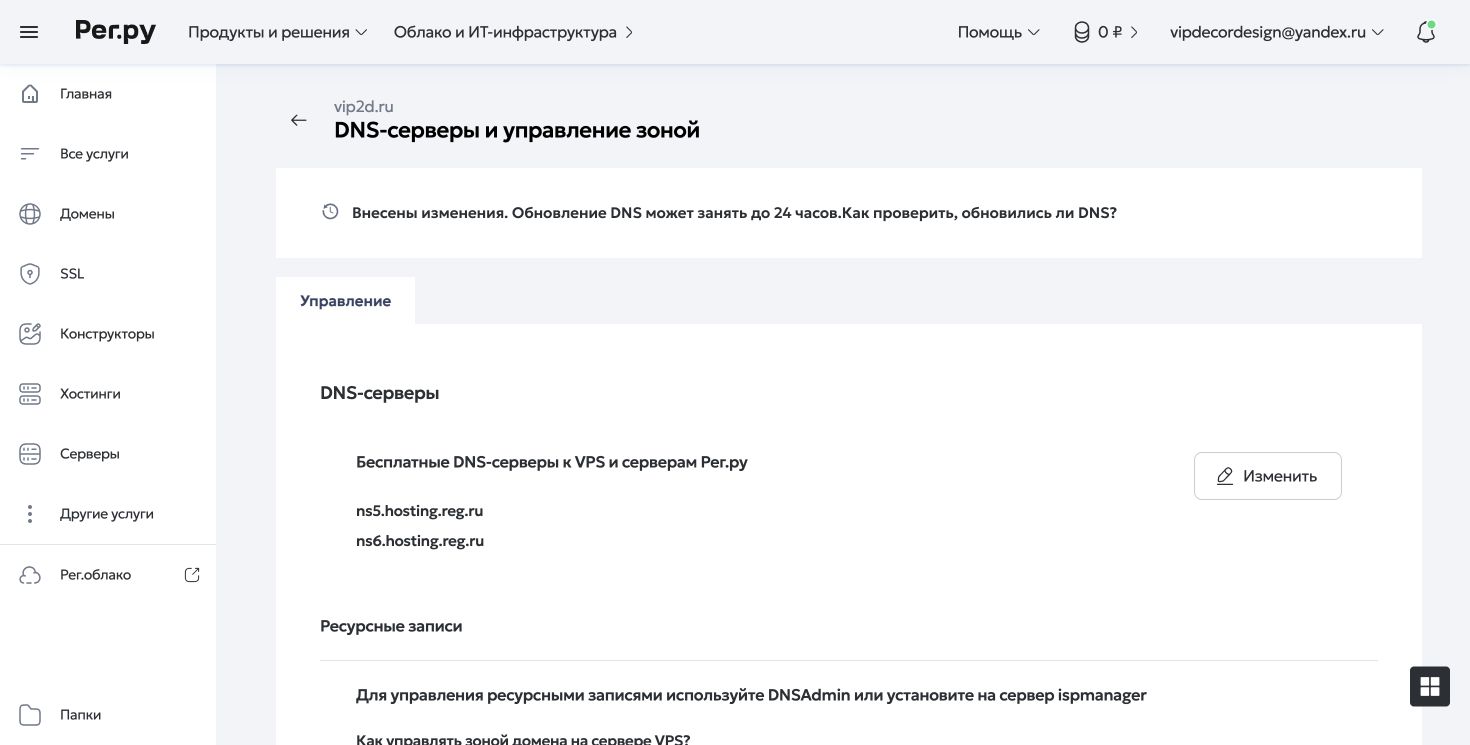 Рег.ру
Продукты и решения
Облако и ИТ-инфраструктура
Помощь
0 ₽
vipdecordesign@yandex.ru
Главная
Все услуги
Домены
SSL
Конструкторы
Хостинги
Серверы
Другие услуги
Рег.облако
Папки
vip2d.ru
DNS-серверы и управление зоной
Внесены изменения. Обновление DNS может занять до 24 часов.Как проверить, обновились ли DNS?
Управление
DNS-серверы
Бесплатные DNS-серверы к VPS и серверам Рег.ру
Изменить
ns5.hosting.reg.ru
ns6.hosting.reg.ru
Ресурсные записи
Для управления ресурсными записями используйте DNSAdmin или установите на сервер ispmanager
Как управлять зоной домена на сервере VPS?